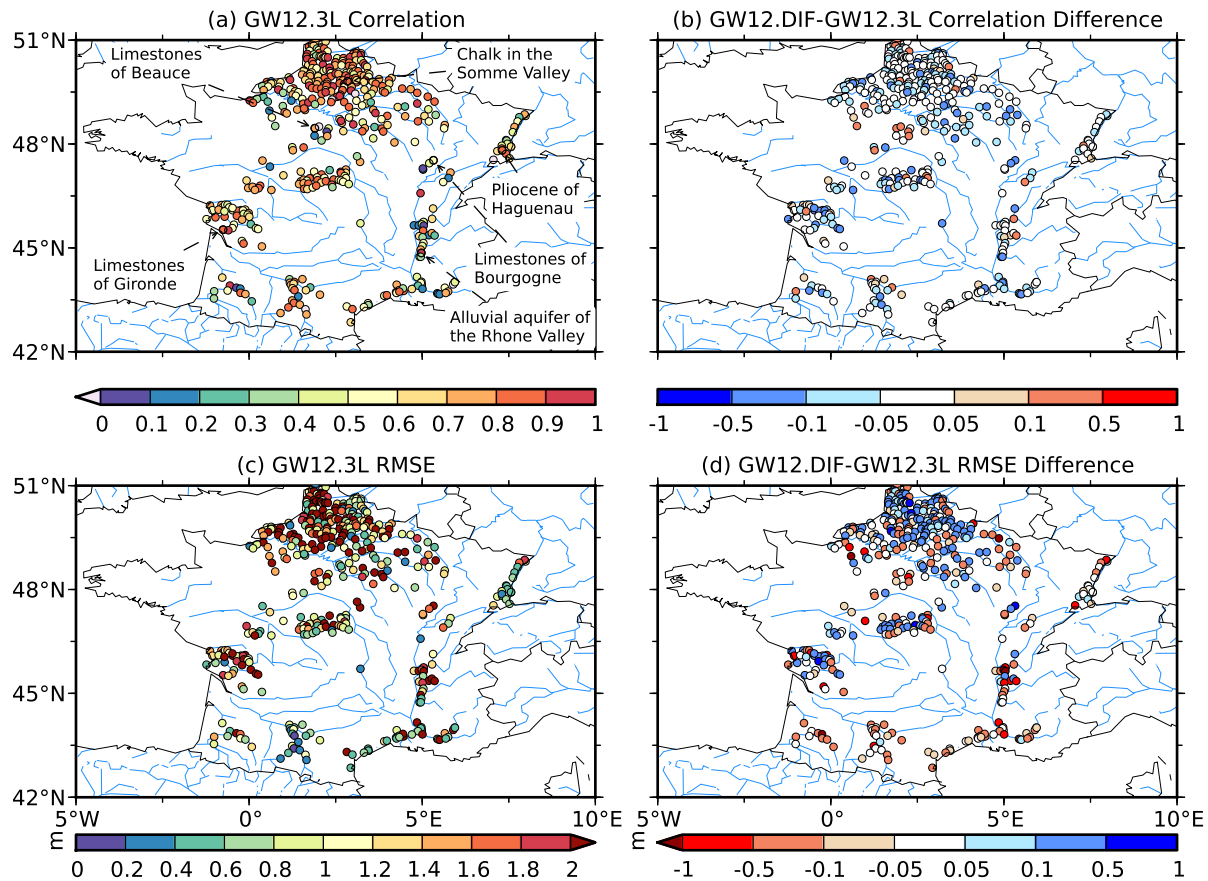 (a) GW12.3L Correlation
(b) GW12.DIF-GW12.3L Correlation Difference
51°N
48°N
45°N
42°N
Limestones
of Beauce
Chalk in the
Somme Valley
Pliocene of
Haguenau
Limestones of
Bourgogne
Limestones
of Gironde
Alluvial aquifer of
the Rhone Valley
0 0.1 0.2 0.3 0.4 0.5 0.6 0.7 0.8 0.9 1
-1 -0.5 -0.1 -0.05 0.05 0.1 0.5 1
(c) GW12.3L RMSE
(d) GW12.DIF-GW12.3L RMSE Difference
51°N
48°N
45°N
42°N
5°W 0° 5°E 10°E
5°W 0° 5°E 10°E
m
0 0.2 0.4 0.6 0.8 1 1.2 1.4 1.6 1.8 2
m
-1 -0.5 -0.1 -0.05 0.05 0.1 0.5 1